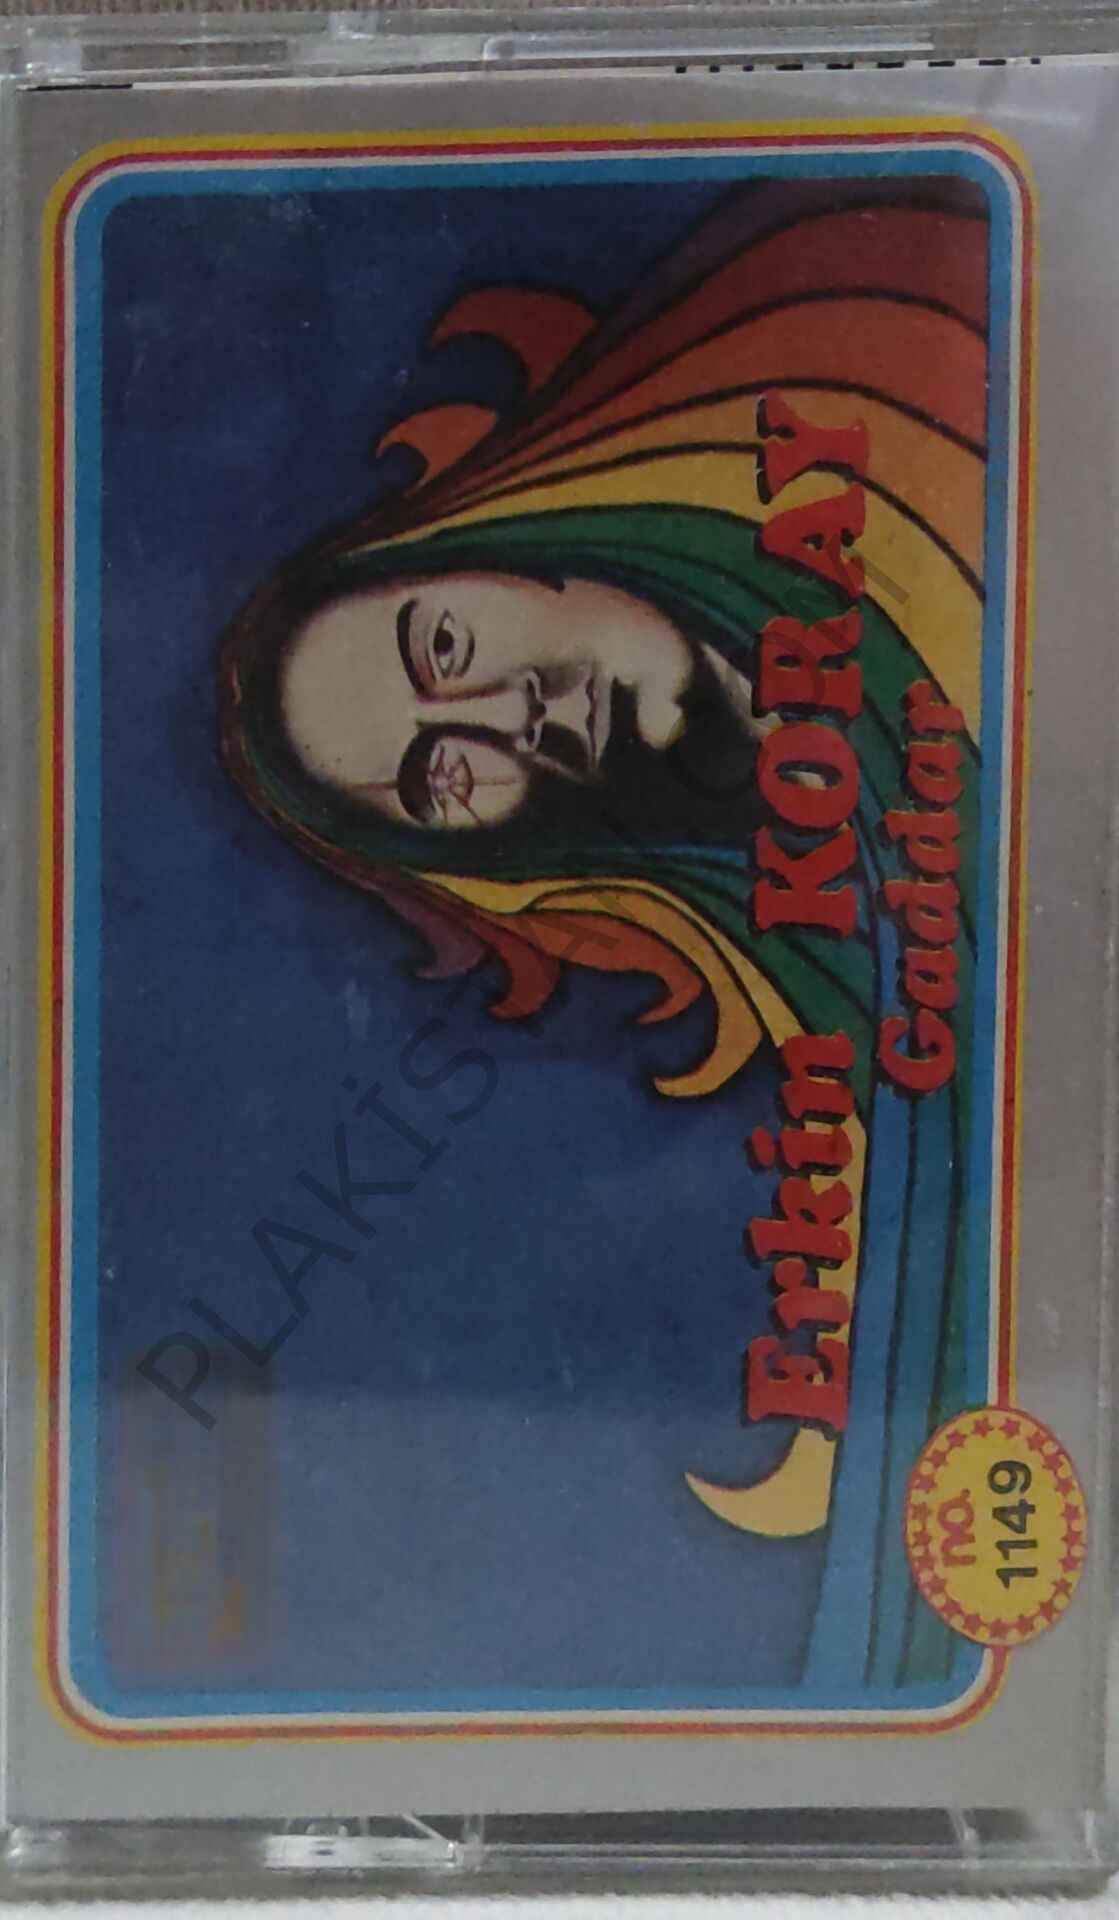 Erkin KORAY
Gaddar
no.
1149
PLAKİSTAN.COM